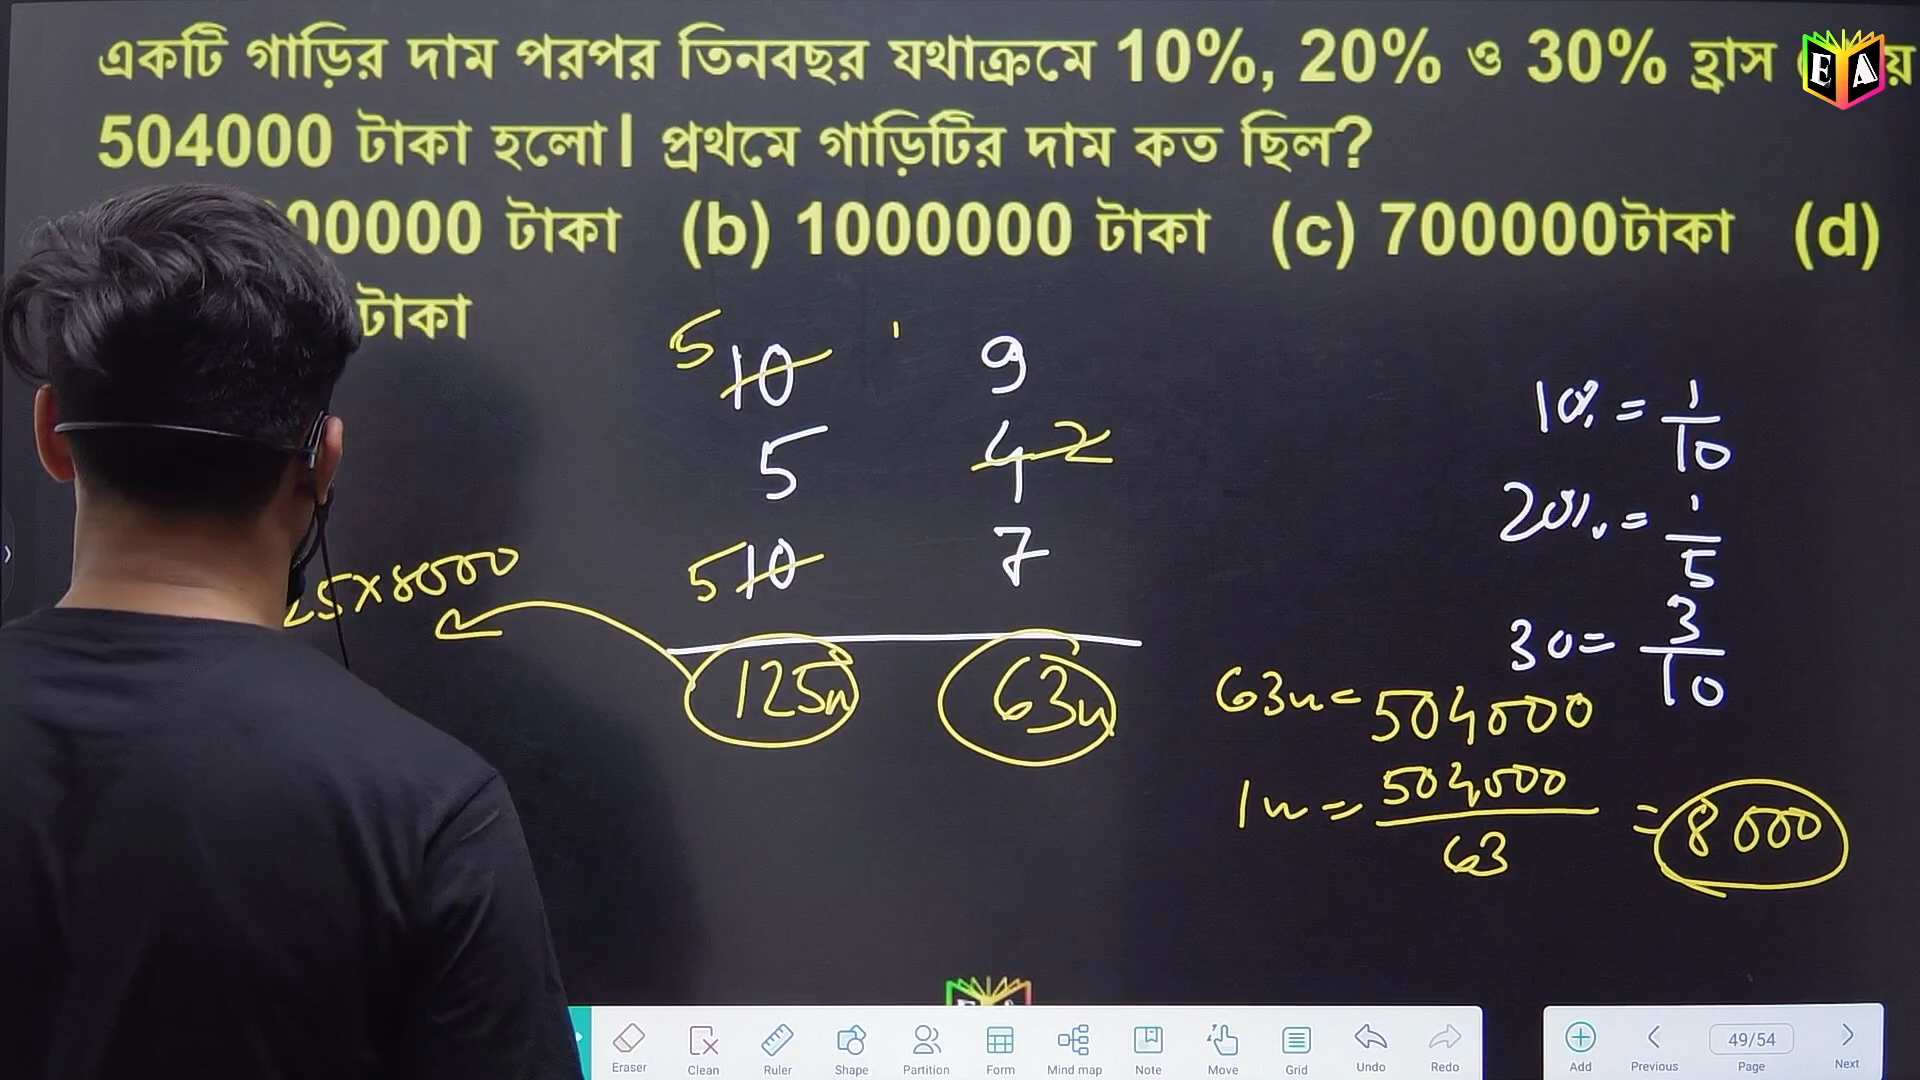 একটি গাড়ির দাম পরপর তিনবছর যথাক্রমে 10%, 20% ও 30% হ্রাস
504000 টাকা হলো। প্রথমে গাড়িটির দাম কত ছিল?
00000 টাকা (b) 1000000 টাকা (c) 700000টাকা (d)
টাকা
5 10 9
5 4 2
5 10 7
125u 63u
25×8000
10% = 1/10
20% = 1/5
30 = 3/10
63u = 504000
1u = 504000/63 = 8000
E A
Eraser Clean Ruler Shape Partition Form Mind map Note Move Grid Undo Redo Add Previous 49/54 Page Next